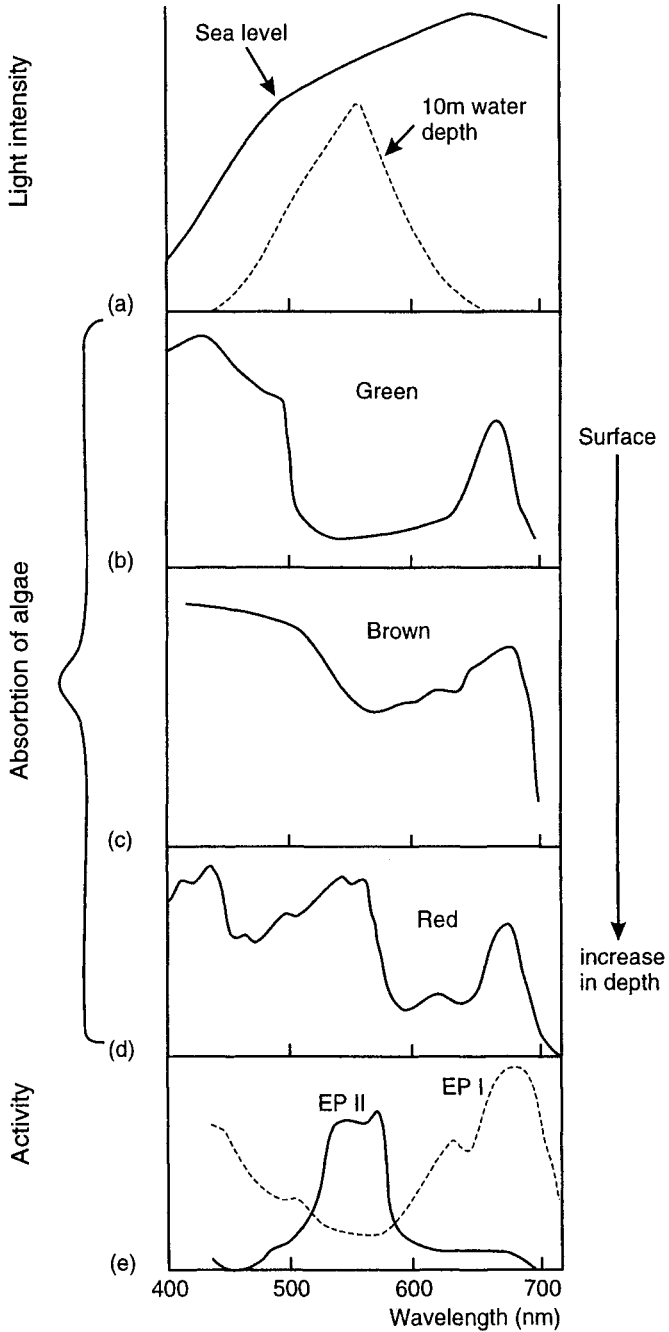 Light intensity
Sea level
10m water
depth
(a)
Green
Surface
(b)
Absorbtion of algae
Brown
(c)
Red
increase
in depth
(d)
Activity
EP II
EP I
(e)
400
500
600
700
Wavelength (nm)